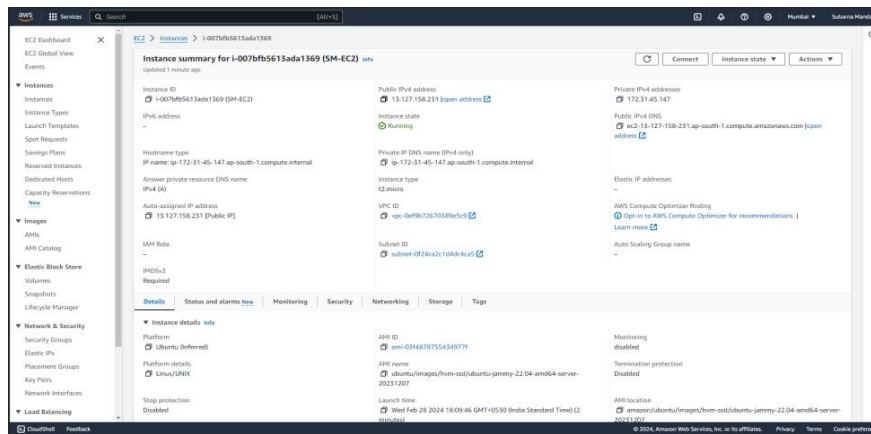 aws Services Search [Alt+S] Mumbai Subarna Manda
EC2 Dashboard
EC2 Global View
Events
Instances
Instances
Instance Types
Launch Templates
Spot Requests
Savings Plans
Reserved Instances
Dedicated Hosts
Capacity Reservations
New
Images
AMIs
AMI Catalog
Elastic Block Store
Volumes
Snapshots
Lifecycle Manager
Network & Security
Security Groups
Elastic IPs
Placement Groups
Key Pairs
Network Interfaces
Load Balancing
EC2 > Instances > i-007bfb5613ada1369
Instance summary for i-007bfb5613ada1369 (SM-EC2) Info
Updated 1 minute ago
Connect Instance state Actions
Instance ID
i-007bfb5613ada1369 (SM-EC2)
Public IPv4 address
13.127.158.231 |open address
Private IPv4 addresses
172.31.45.147
IPv6 address
–
Instance state
Running
Public IPv4 DNS
ec2-13-127-158-231.ap-south-1.compute.amazonaws.com |open
address
Hostname type
IP name: ip-172-31-45-147.ap-south-1.compute.internal
Private IP DNS name (IPv4 only)
ip-172-31-45-147.ap-south-1.compute.internal
Answer private resource DNS name
IPv4 (A)
Instance type
t2.micro
Elastic IP addresses
–
Auto-assigned IP address
13.127.158.231 [Public IP]
VPC ID
vpc-0ef9b72670389e5c9
AWS Compute Optimizer finding
Opt-in to AWS Compute Optimizer for recommendations. |
Learn more
IAM Role
–
Subnet ID
subnet-0f24ca2c1d4dc4ca5
Auto Scaling Group name
–
IMDSv2
Required
Details Status and alarms New Monitoring Security Networking Storage Tags
Instance details Info
Platform
Ubuntu (Inferred)
AMI ID
ami-03f4878755434977f
Monitoring
disabled
Platform details
Linux/UNIX
AMI name
ubuntu/images/hvm-ssd/ubuntu-jammy-22.04-amd64-server-
20231207
Termination protection
Disabled
Stop protection
Disabled
Launch time
Wed Feb 28 2024 18:09:46 GMT+0530 (India Standard Time) (2
minutes)
AMI location
amazon/ubuntu/images/hvm-ssd/ubuntu-jammy-22.04-amd64-server-
20231207
CloudShell Feedback © 2024, Amazon Web Services, Inc. or its affiliates. Privacy Terms Cookie prefere